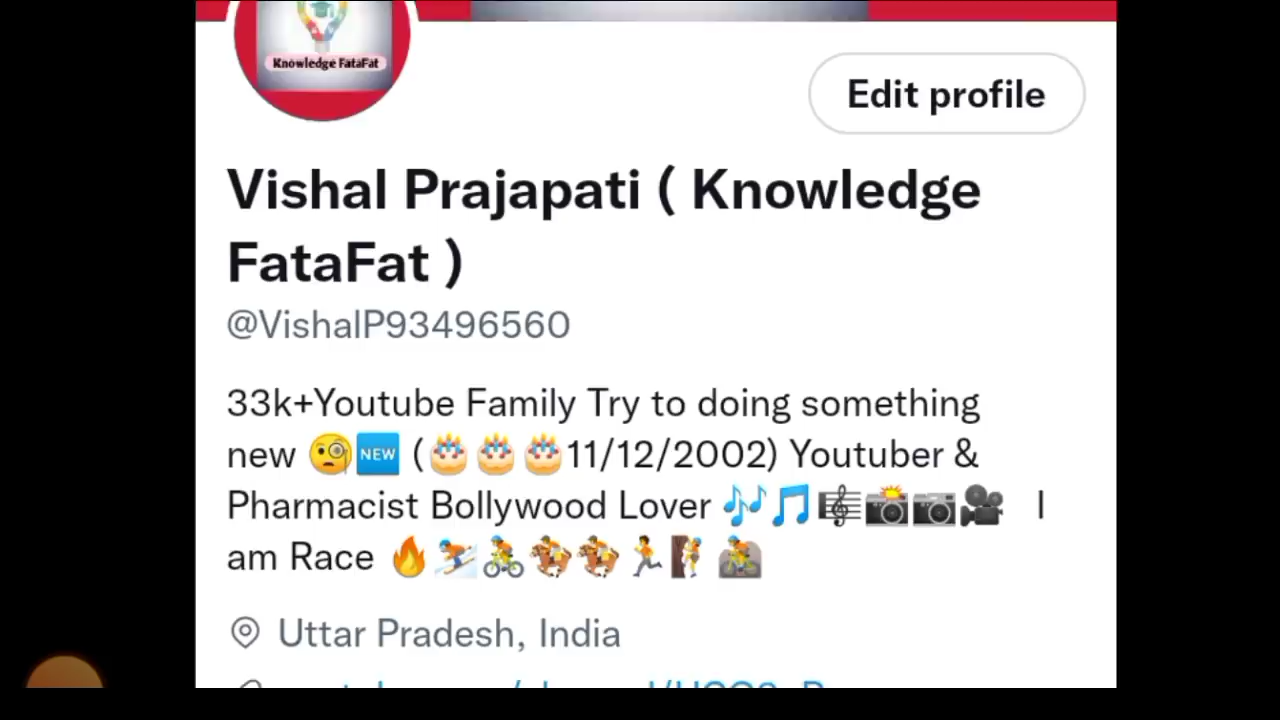 Knowledge FataFat
Edit profile
Vishal Prajapati ( Knowledge
FataFat )
@VishalP93496560
33k+Youtube Family Try to doing something
new 🧐🆕 (🎂🎂🎂11/12/2002) Youtuber &
Pharmacist Bollywood Lover 🎶🎵🎼📸📷🎥 I
am Race 🔥⛷🚴🏇🏇🏃🧗🚵
Uttar Pradesh, India